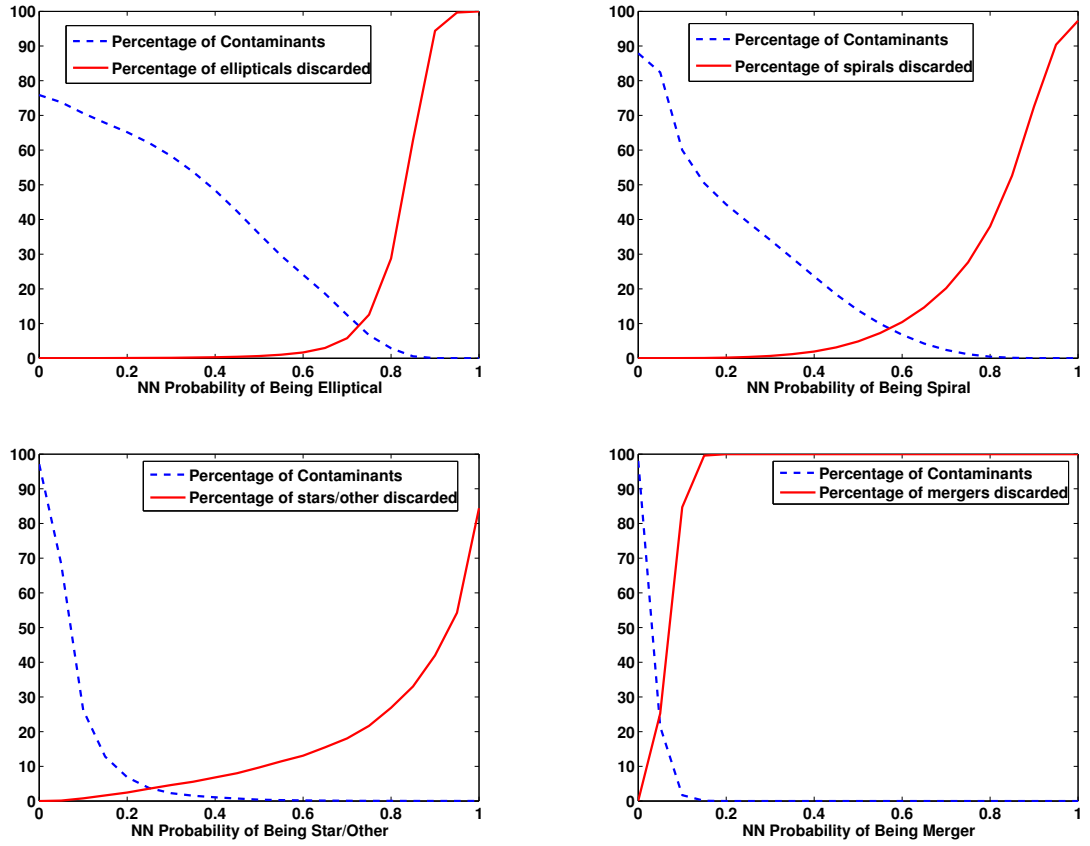 100
90
80
70
60
50
40
30
20
10
0
Percentage of Contaminants
Percentage of ellipticals discarded
0 0.2 0.4 0.6 0.8 1
NN Probability of Being Elliptical
100
90
80
70
60
50
40
30
20
10
0
Percentage of Contaminants
Percentage of spirals discarded
0 0.2 0.4 0.6 0.8 1
NN Probability of Being Spiral
100
90
80
70
60
50
40
30
20
10
0
Percentage of Contaminants
Percentage of stars/other discarded
0 0.2 0.4 0.6 0.8 1
NN Probability of Being Star/Other
100
90
80
70
60
50
40
30
20
10
0
Percentage of Contaminants
Percentage of mergers discarded
0 0.2 0.4 0.6 0.8 1
NN Probability of Being Merger